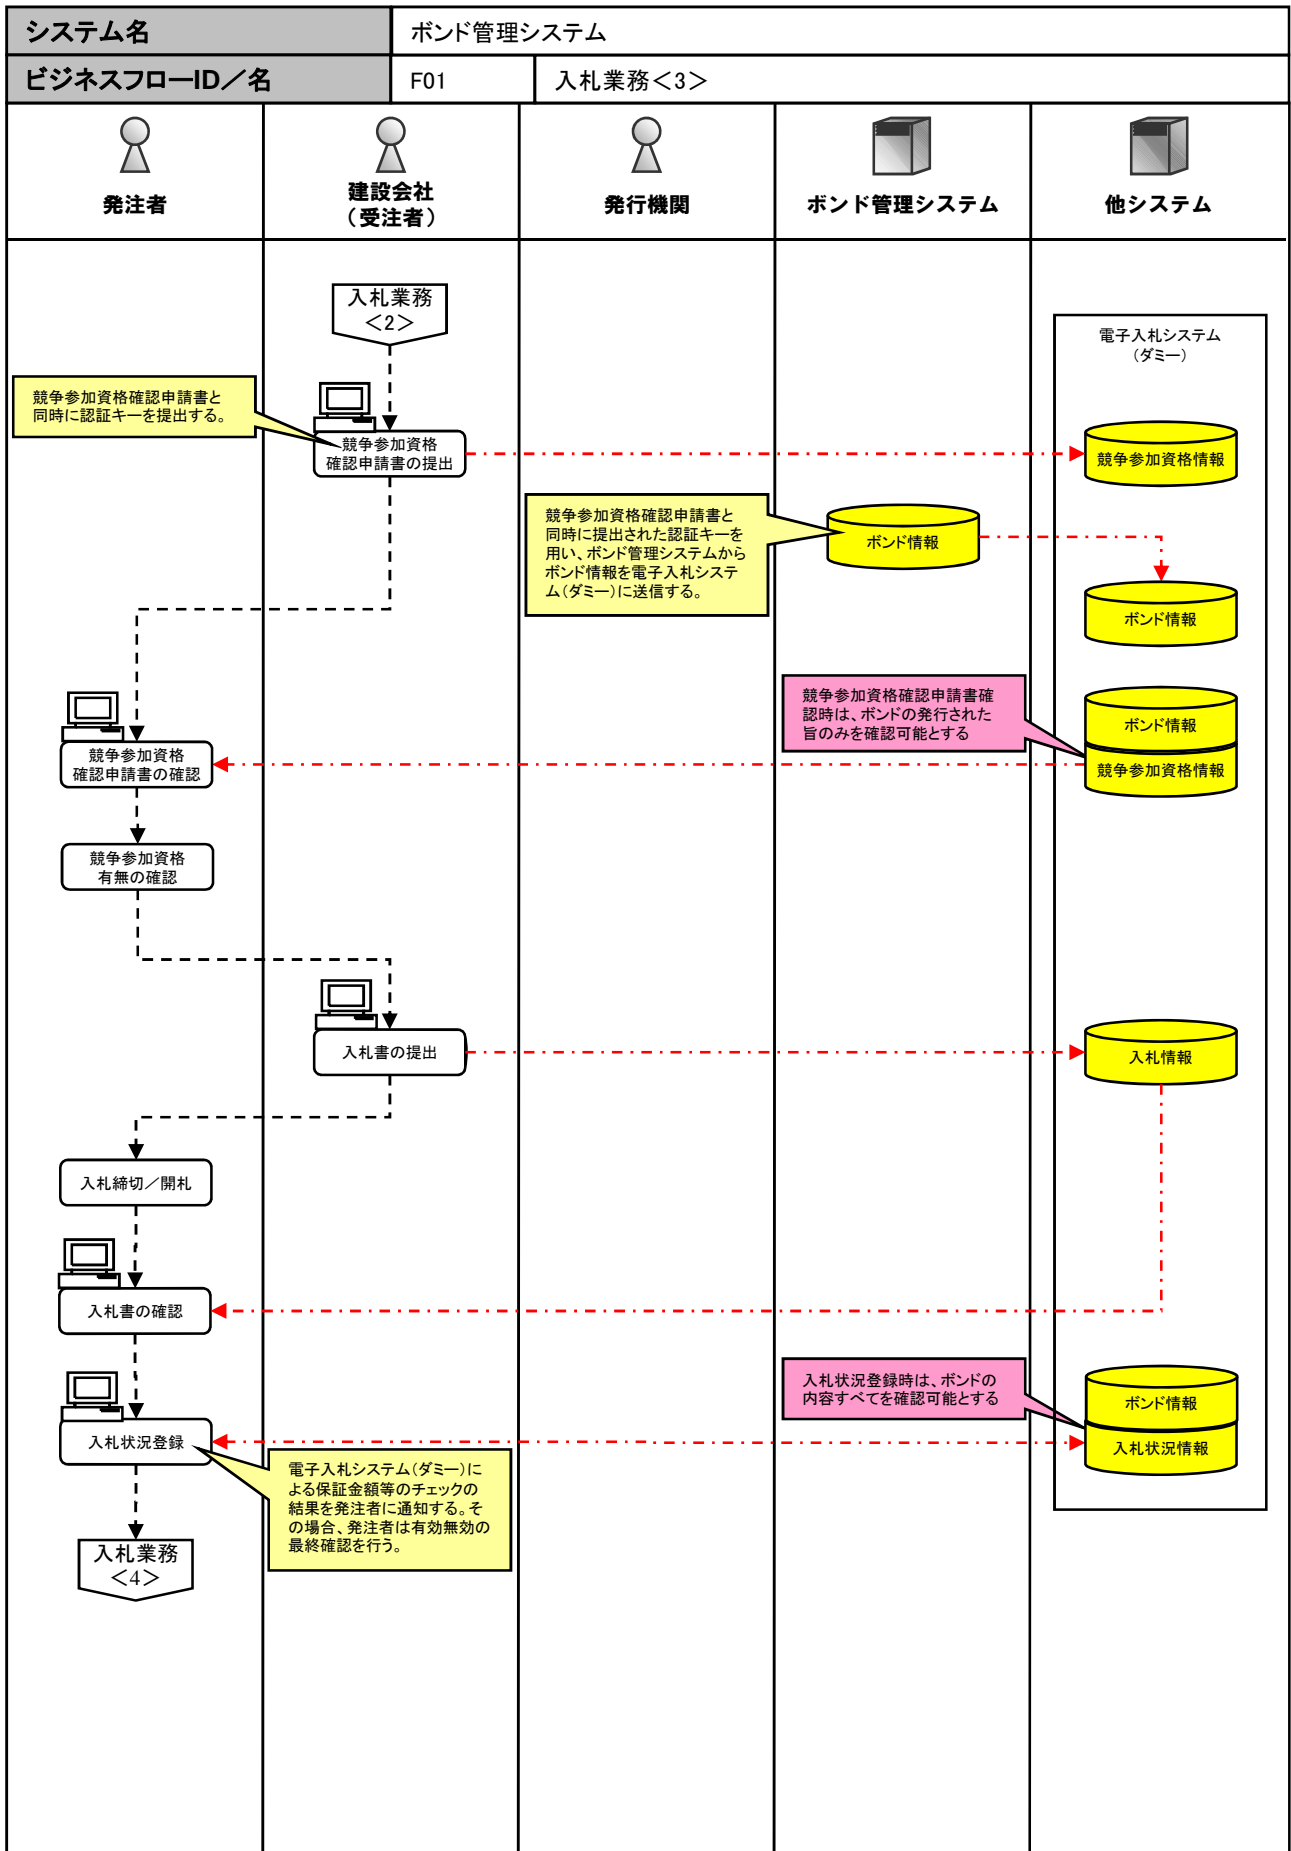 システム名
ボンド管理システム
ビジネスフローID／名
F01
入札業務＜3＞
発注者
建設会社
（受注者）
発行機関
ボンド管理システム
他システム
入札業務
＜2＞
電子入札システム
（ダミー）
競争参加資格確認申請書と
同時に認証キーを提出する。
競争参加資格
確認申請書の提出
競争参加資格情報
競争参加資格確認申請書と
同時に提出された認証キーを
用い、ボンド管理システムから
ボンド情報を電子入札システ
ム（ダミー）に送信する。
ボンド情報
ボンド情報
競争参加資格確認申請書確
認時は、ボンドの発行された
旨のみを確認可能とする
ボンド情報
競争参加資格情報
競争参加資格
確認申請書の確認
競争参加資格
有無の確認
入札書の提出
入札情報
入札締切／開札
入札書の確認
入札状況登録時は、ボンドの
内容すべてを確認可能とする
ボンド情報
入札状況情報
入札状況登録
電子入札システム（ダミー）に
よる保証金額等のチェックの
結果を発注者に通知する。そ
の場合、発注者は有効無効の
最終確認を行う。
入札業務
＜4＞